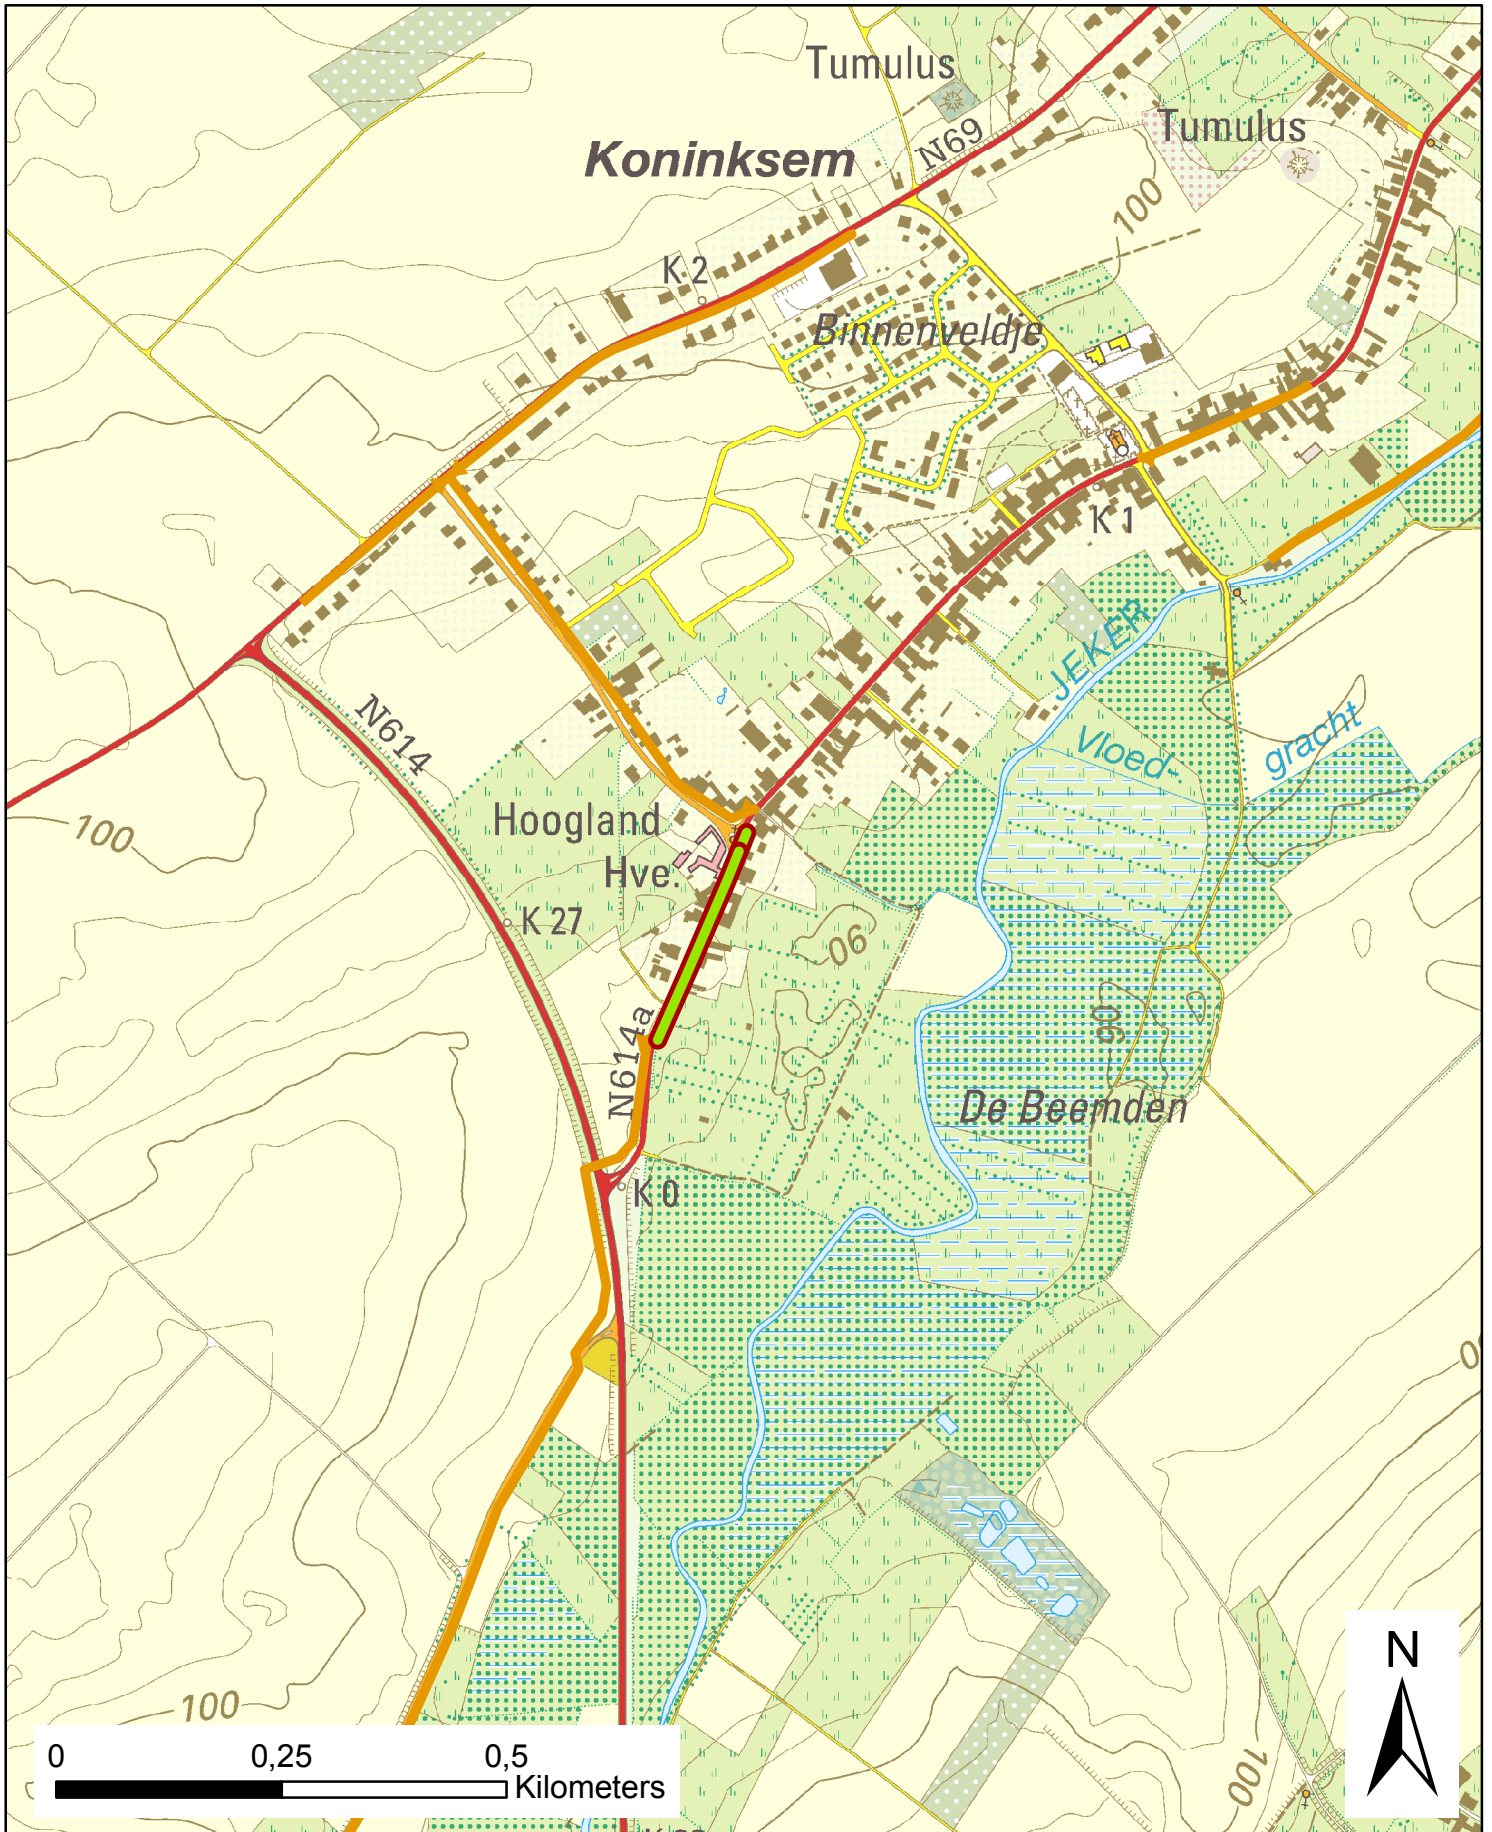 Tumulus
Tumulus
N69
Koninksem
100
K 2
Binnenveldje
K 1
JEKER
N614
Vloed-
gracht
100
Hoogland
Hve.
K 27
90
N614a
90
De Beemden
K 0
100
100
N
0 0,25 0,5
Kilometers